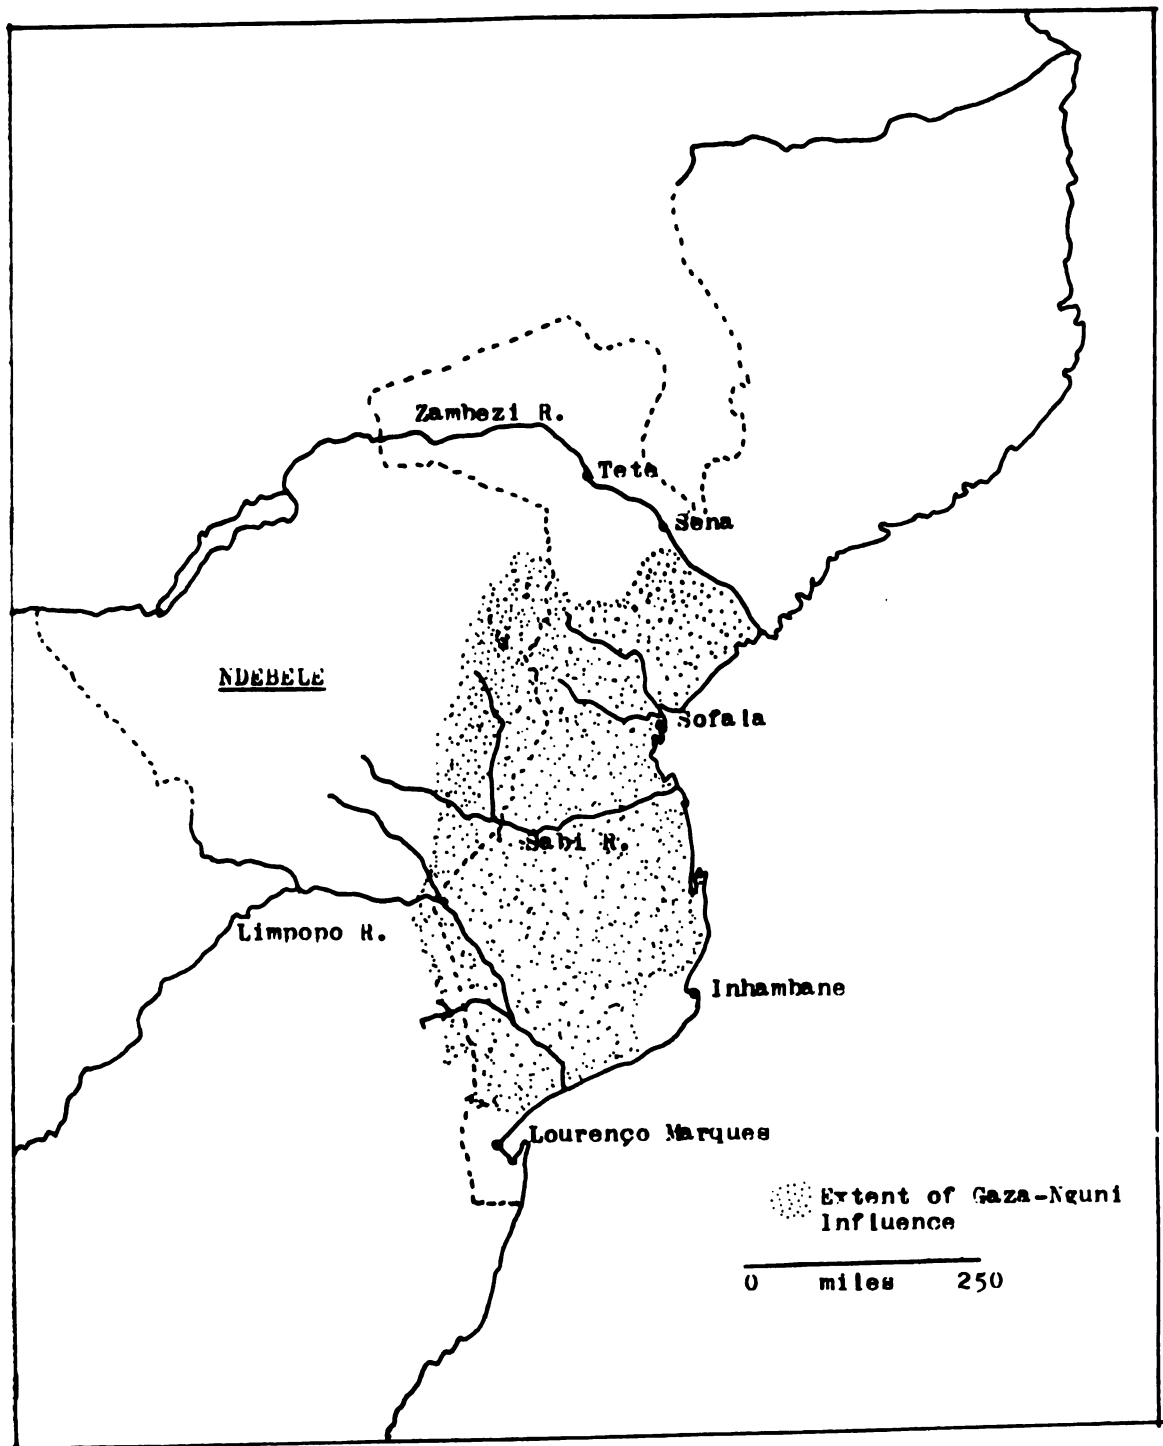 Zambezi R.
Tete
Sena
NDEBELE
Sofala
Sabi R.
Limpopo R.
Inhambane
Lourenço Marques
Extent of Gaza-Nguni
Influence
0 miles 250